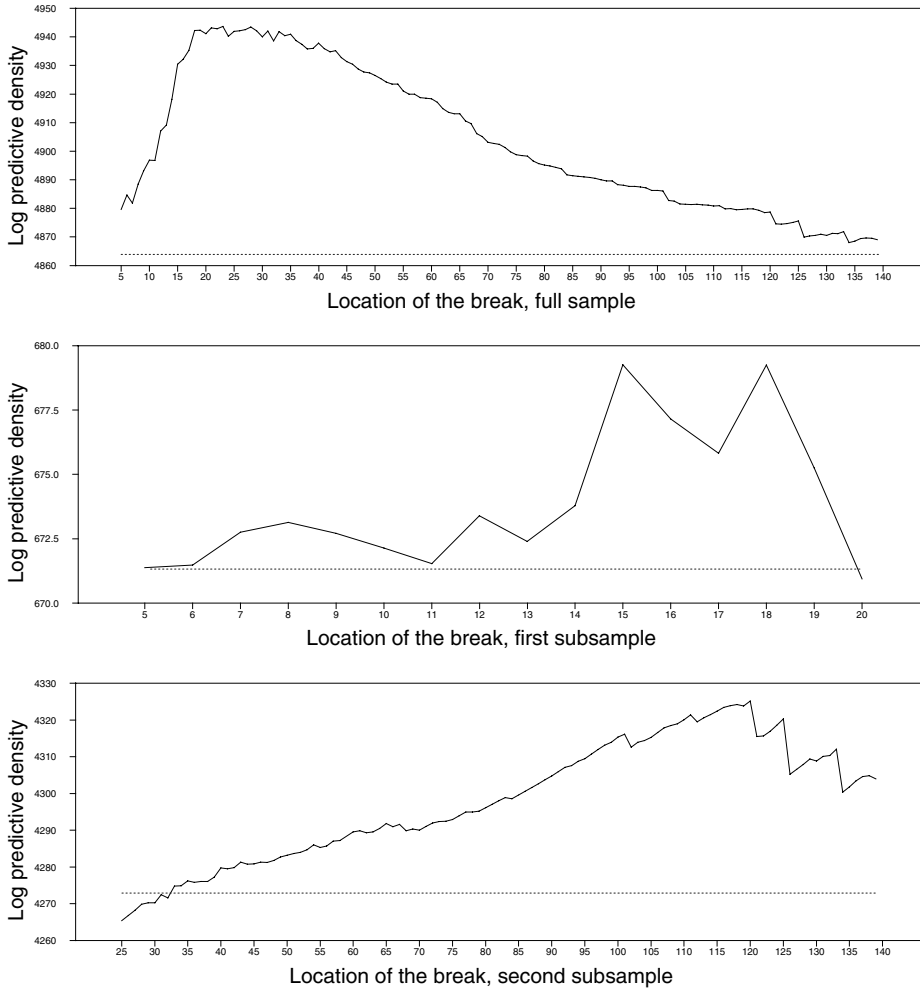 4950
4940
4930
4920
4910
4900
4890
4880
4870
4860
Log predictive density
5 10 15 20 25 30 35 40 45 50 55 60 65 70 75 80 85 90 95 100 105 110 115 120 125 130 135 140
Location of the break, full sample
680.0
677.5
675.0
672.5
670.0
Log predictive density
5 6 7 8 9 10 11 12 13 14 15 16 17 18 19 20
Location of the break, first subsample
4330
4320
4310
4300
4290
4280
4270
4260
Log predictive density
25 30 35 40 45 50 55 60 65 70 75 80 85 90 95 100 105 110 115 120 125 130 135
Location of the break, second subsample